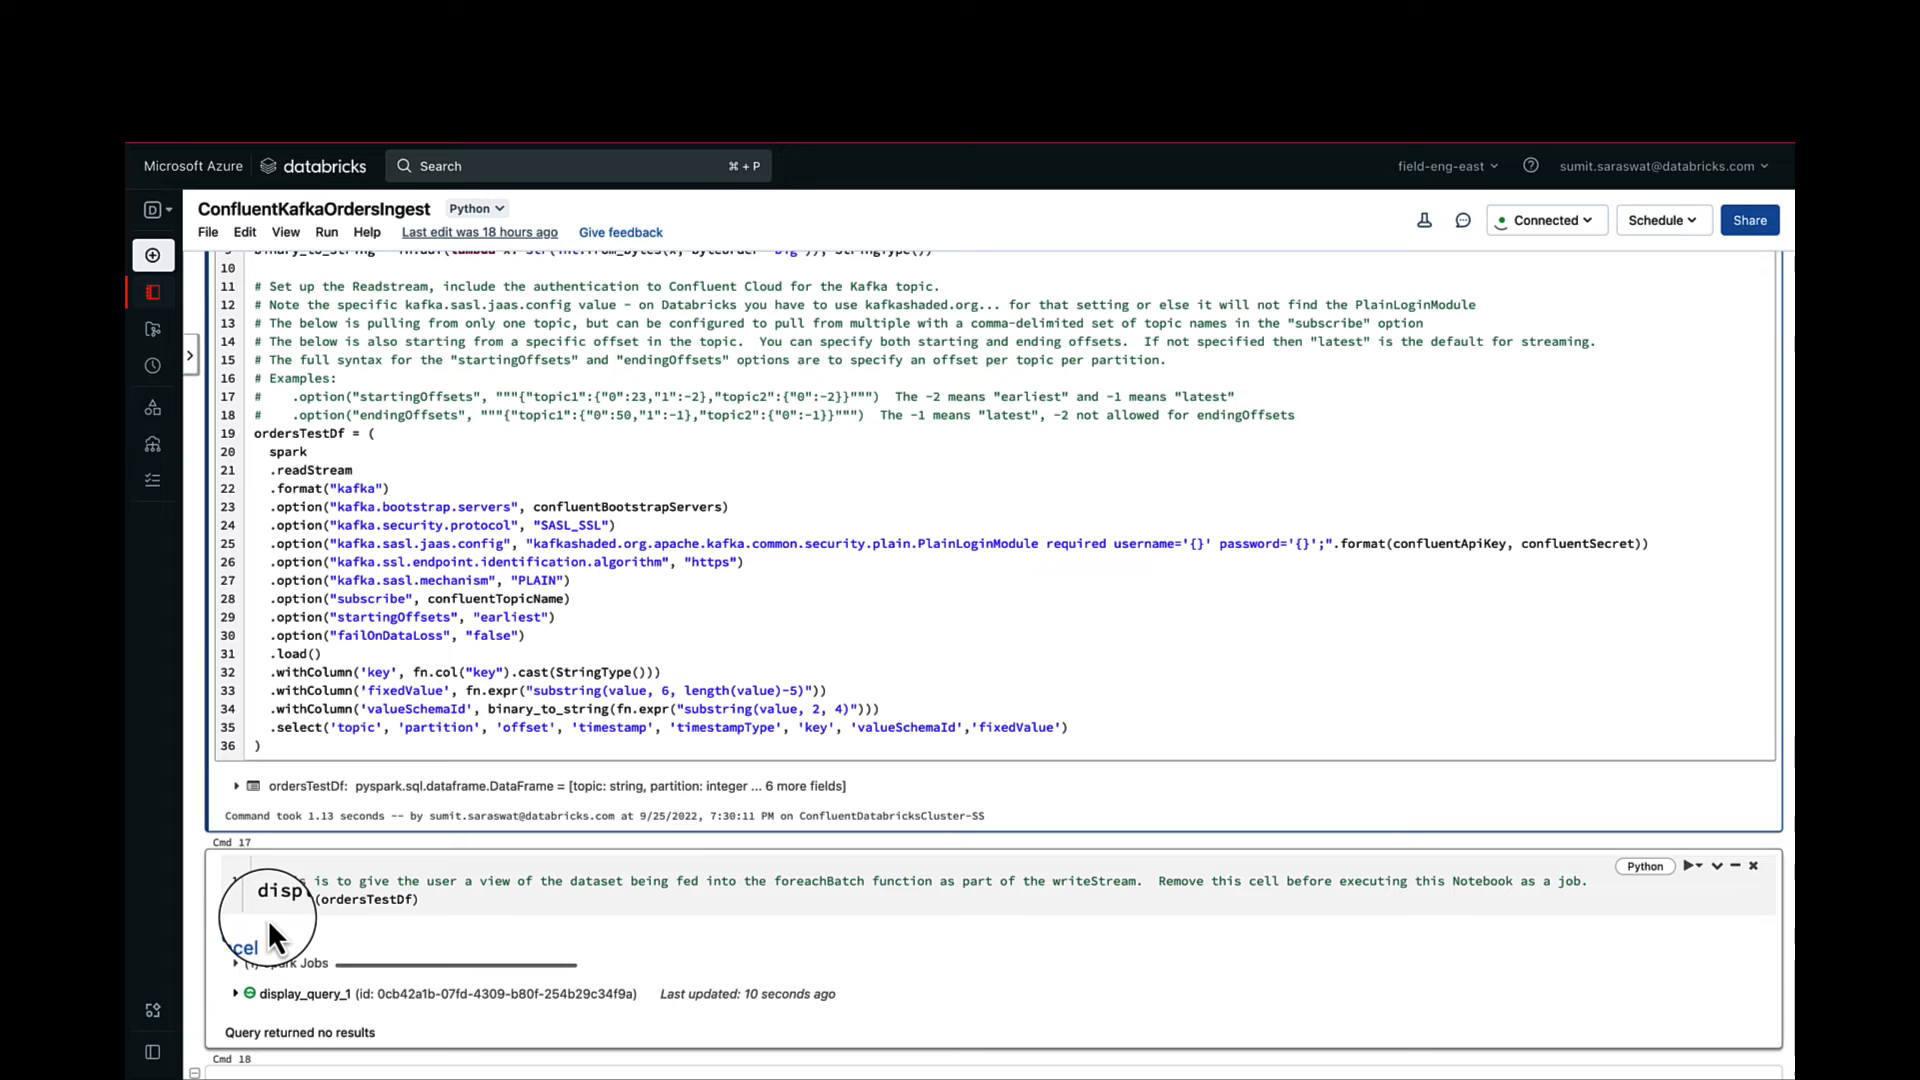 Microsoft Azure databricks Search ⌘ + P field-eng-east sumit.saraswat@databricks.com
D
ConfluentKafkaOrdersIngest Python
File Edit View Run Help Last edit was 18 hours ago Give feedback
Connected Schedule Share
10
11 # Set up the Readstream, include the authentication to Confluent Cloud for the Kafka topic.
12 # Note the specific kafka.sasl.jaas.config value - on Databricks you have to use kafkashaded.org... for that setting or else it will not find the PlainLoginModule
13 # The below is pulling from only one topic, but can be configured to pull from multiple with a comma-delimited set of topic names in the "subscribe" option
14 # The below is also starting from a specific offset in the topic.  You can specify both starting and ending offsets.  If not specified then "latest" is the default for streaming.
15 # The full syntax for the "startingOffsets" and "endingOffsets" options are to specify an offset per topic per partition.
16 # Examples:
17 #    .option("startingOffsets", """{"topic1":{"0":23,"1":-2},"topic2":{"0":-2}}""")  The -2 means "earliest" and -1 means "latest"
18 #    .option("endingOffsets", """{"topic1":{"0":50,"1":-1},"topic2":{"0":-1}}""")  The -1 means "latest", -2 not allowed for endingOffsets
19 ordersTestDf = (
20 spark
21 .readStream
22 .format("kafka")
23 .option("kafka.bootstrap.servers", confluentBootstrapServers)
24 .option("kafka.security.protocol", "SASL_SSL")
25 .option("kafka.sasl.jaas.config", "kafkashaded.org.apache.kafka.common.security.plain.PlainLoginModule required username='{}' password='{}';".format(confluentApiKey, confluentSecret))
26 .option("kafka.ssl.endpoint.identification.algorithm", "https")
27 .option("kafka.sasl.mechanism", "PLAIN")
28 .option("subscribe", confluentTopicName)
29 .option("startingOffsets", "earliest")
30 .option("failOnDataLoss", "false")
31 .load()
32 .withColumn('key', fn.col("key").cast(StringType()))
33 .withColumn('fixedValue', fn.expr("substring(value, 6, length(value)-5)"))
34 .withColumn('valueSchemaId', binary_to_string(fn.expr("substring(value, 2, 4)")))
35 .select('topic', 'partition', 'offset', 'timestamp', 'timestampType', 'key', 'valueSchemaId','fixedValue')
36 )
ordersTestDf: pyspark.sql.dataframe.DataFrame = [topic: string, partition: integer ... 6 more fields]
Command took 1.13 seconds -- by sumit.saraswat@databricks.com at 9/25/2022, 7:30:11 PM on ConfluentDatabricksCluster-SS
Cmd 17
Python
is to give the user a view of the dataset being fed into the foreachBatch function as part of the writeStream.  Remove this cell before executing this Notebook as a job.
disp (ordersTestDf)
cel
Jobs
display_query_1 (id: 0cb42a1b-07fd-4309-b80f-254b29c34f9a) Last updated: 10 seconds ago
Query returned no results
Cmd 18